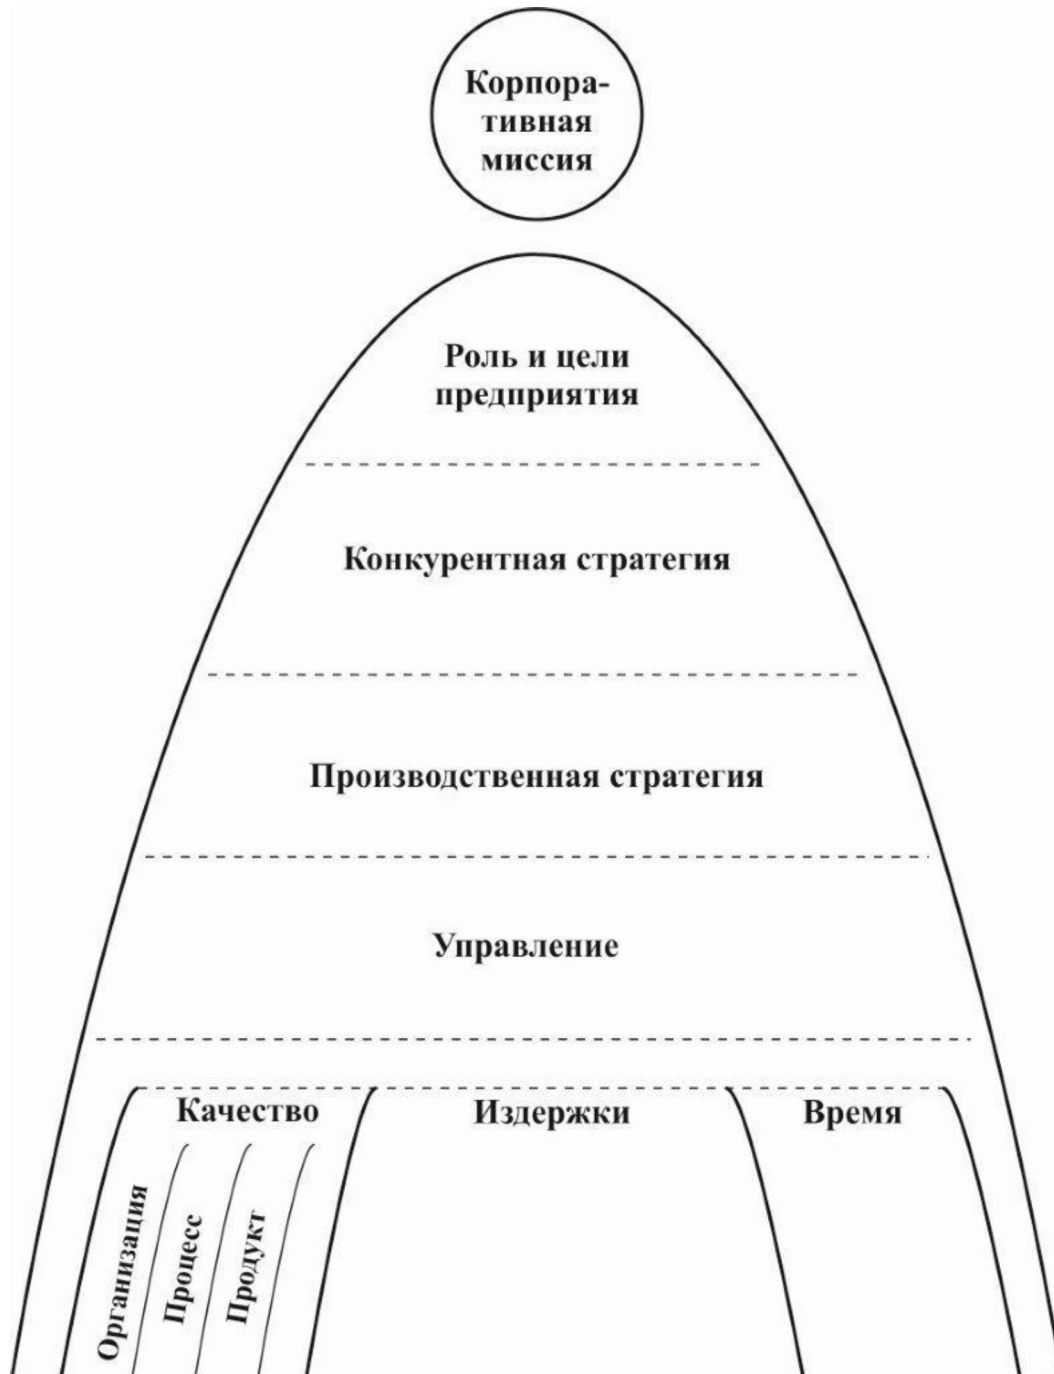 Корпора-
тивная
миссия
Роль и цели
предприятия
Конкурентная стратегия
Производственная стратегия
Управление
Качество
Издержки
Время
Организация
Процесс
Продукт